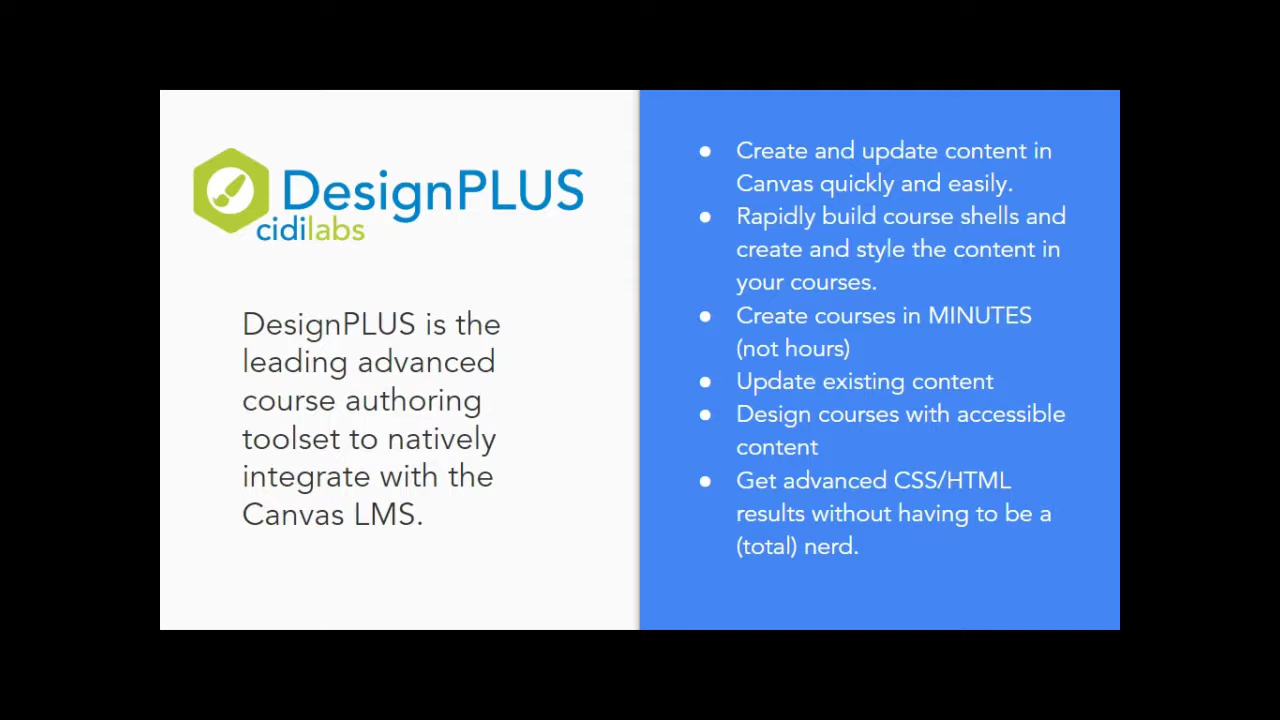 DesignPLUS
cidilabs
DesignPLUS is the
leading advanced
course authoring
toolset to natively
integrate with the
Canvas LMS.
● Create and update content in
Canvas quickly and easily.
● Rapidly build course shells and
create and style the content in
your courses.
● Create courses in MINUTES
(not hours)
● Update existing content
● Design courses with accessible
content
● Get advanced CSS/HTML
results without having to be a
(total) nerd.